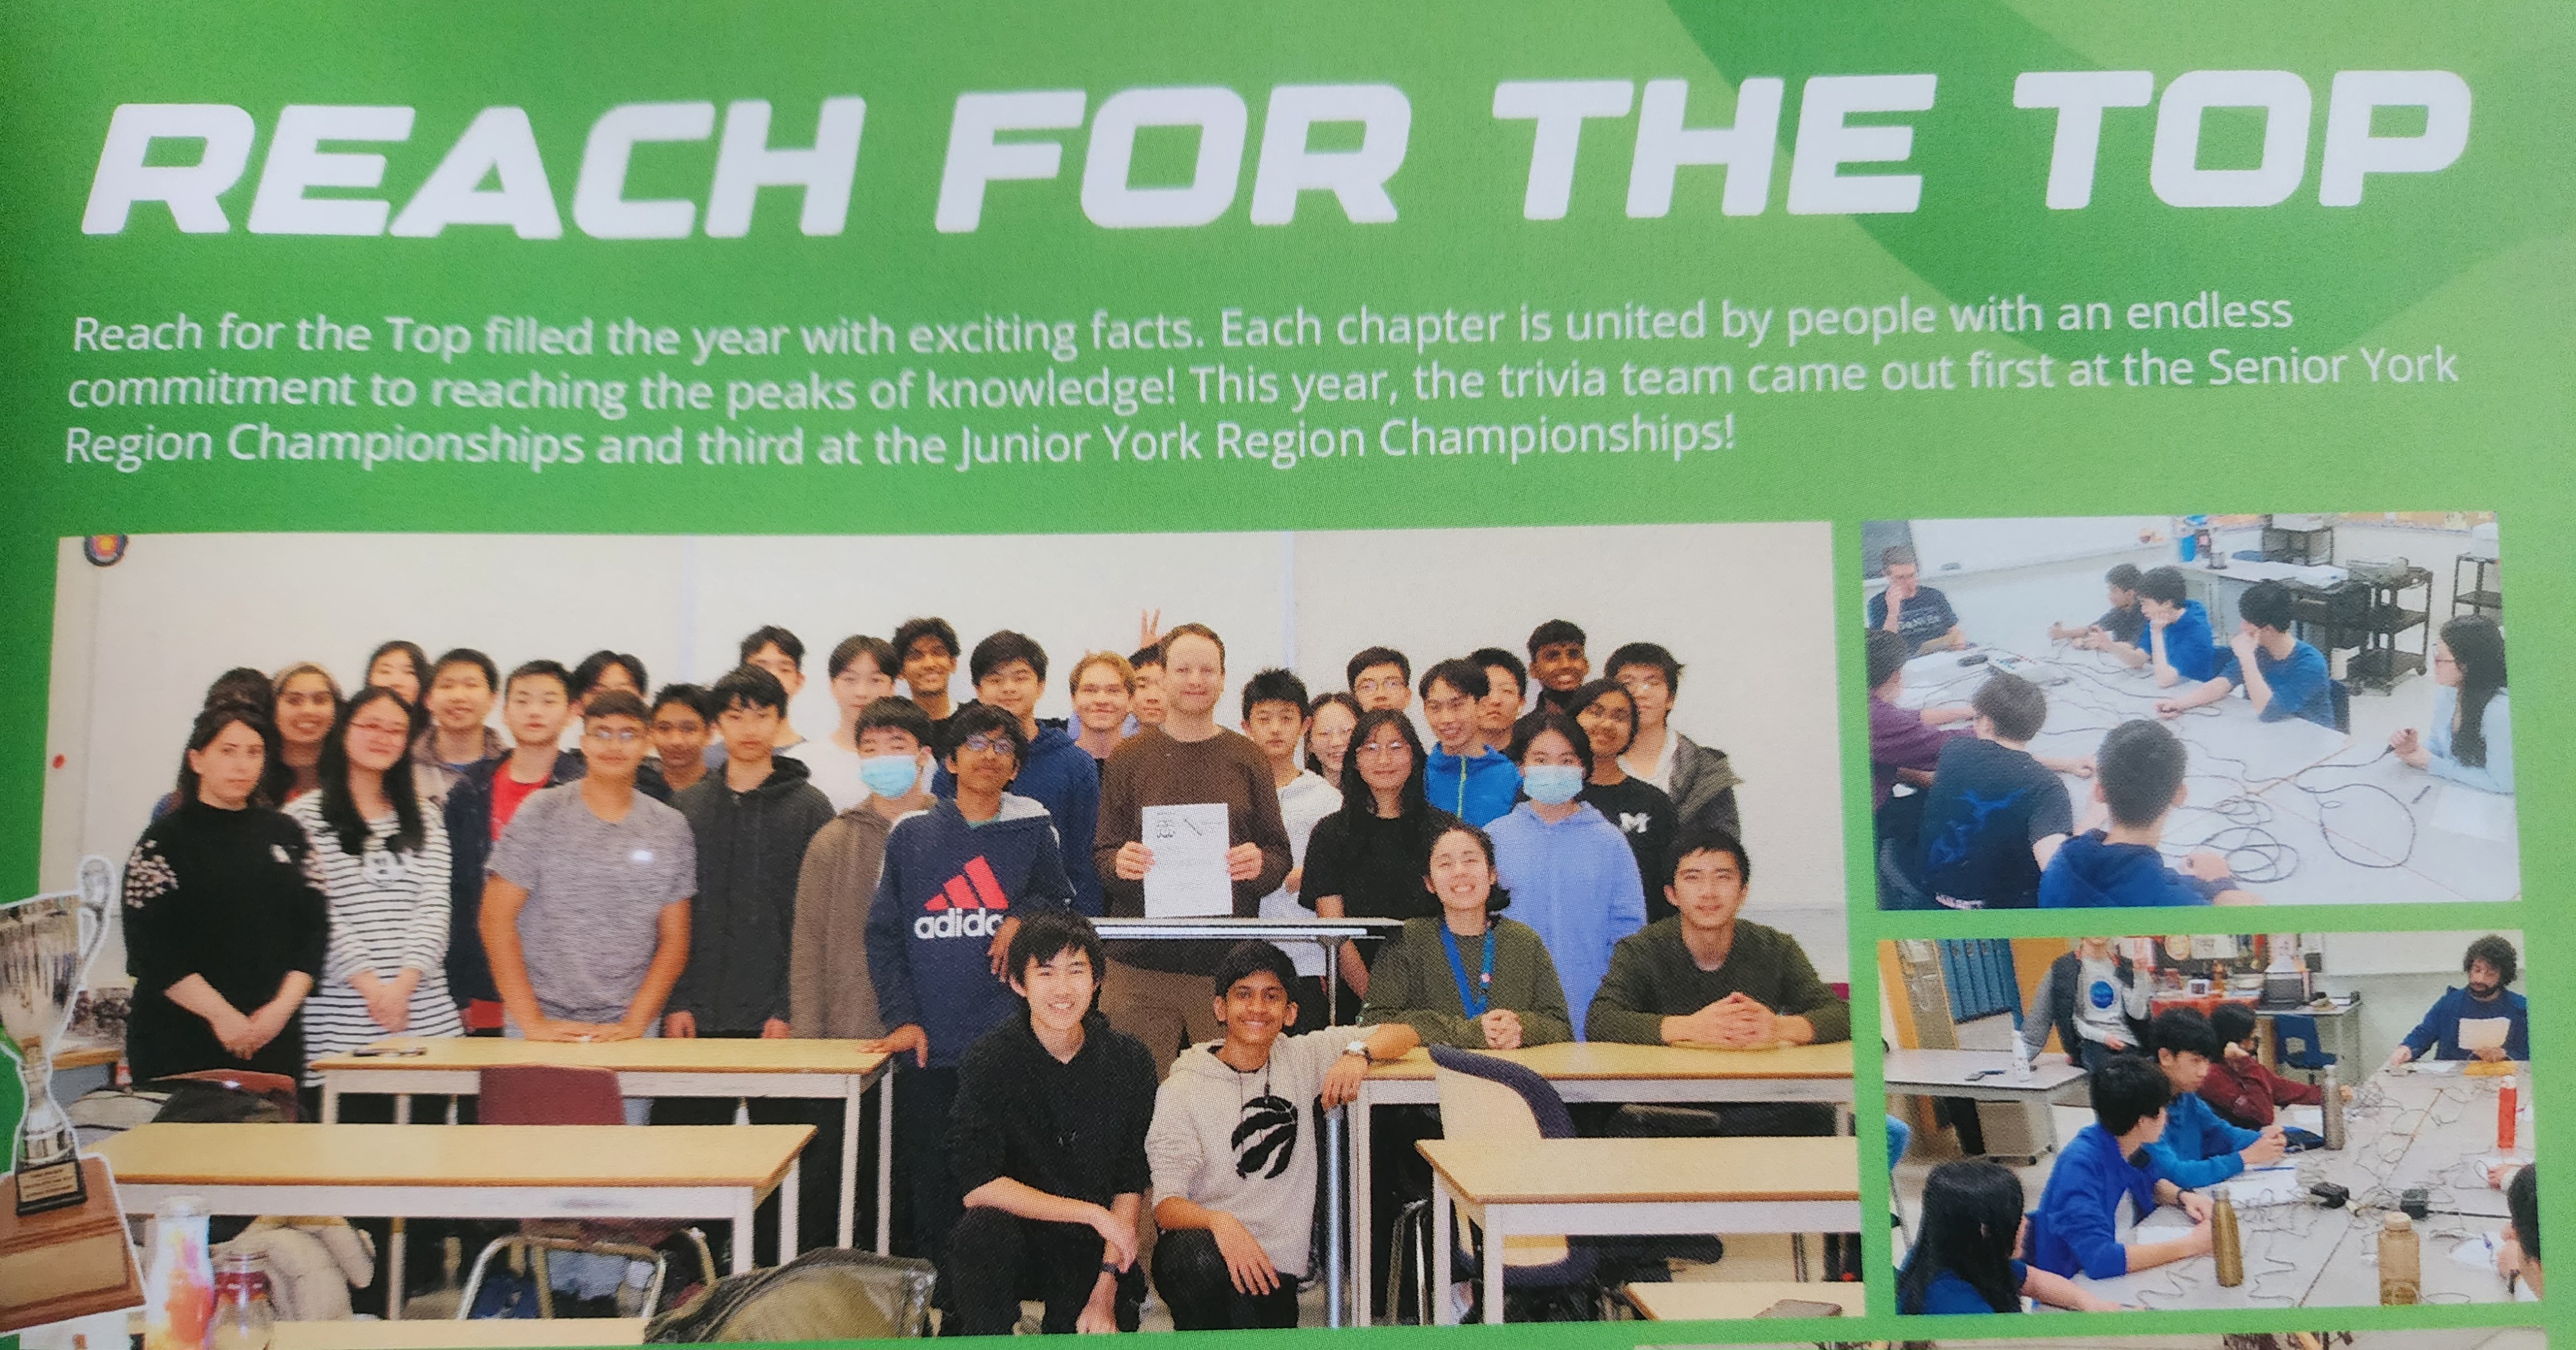 REACH FOR THE TOP
Reach for the Top filled the year with exciting facts. Each chapter is united by people with an endless
commitment to reaching the peaks of knowledge! This year, the trivia team came out first at the Senior York
Region Championships and third at the Junior York Region Championships!
M
adida